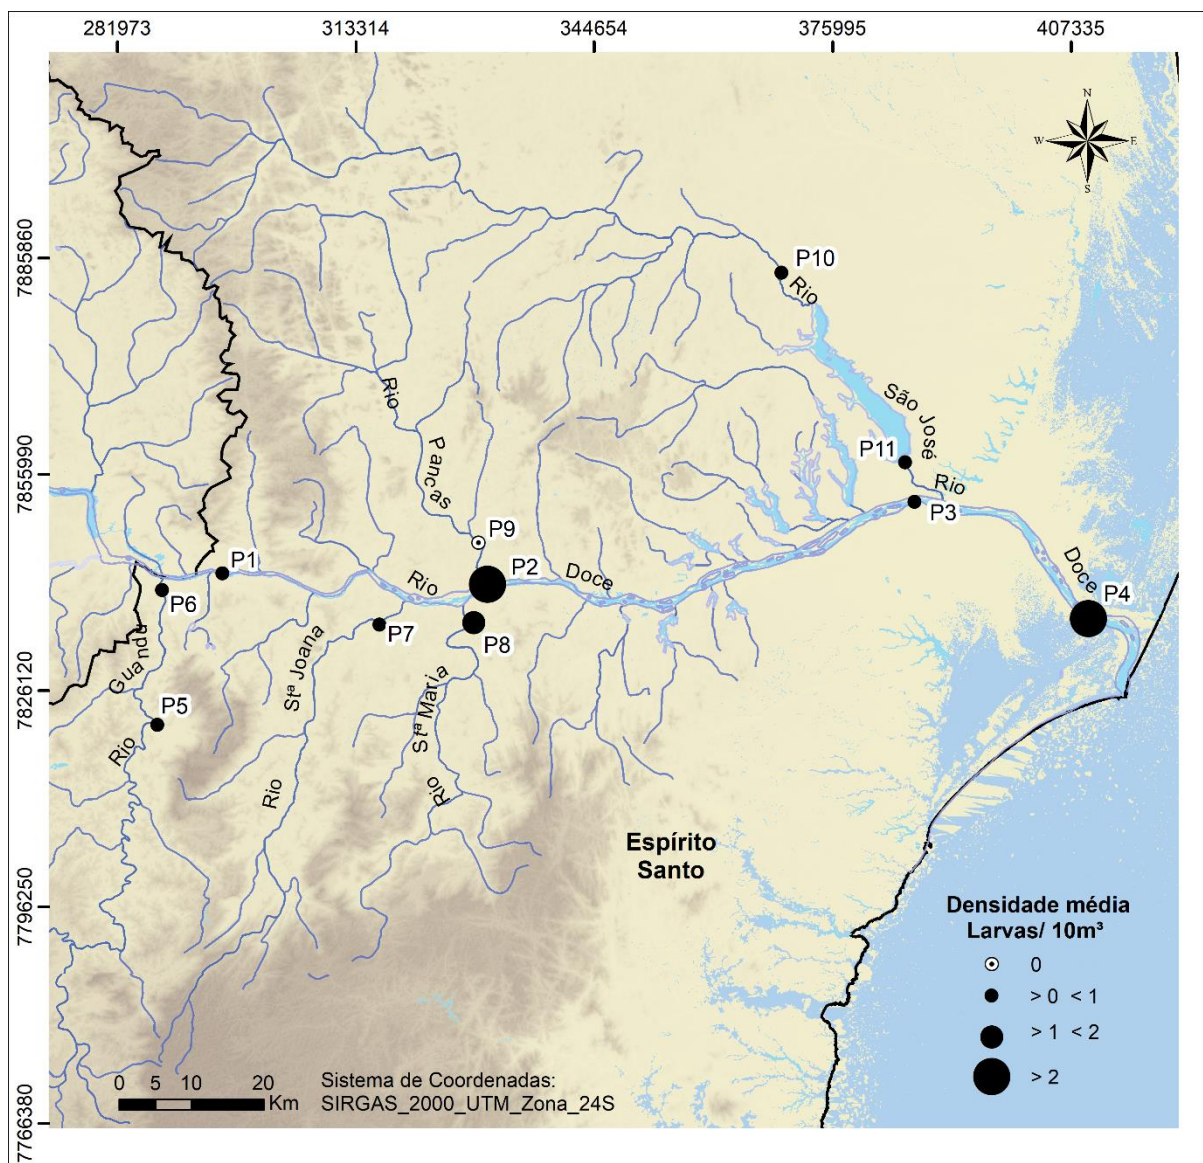 281973 313314 344654 375995 407335
N
W E
S
7885860
P10
Rio
Rio
São José
Pancas
P11
7855990
Rio
P3
P9
P1
P2
Rio
Doce
Doce
P4
P6
P7
P8
Guandu
Stª Joana
Stª Maria
7826120
P5
Rio
Rio
Rio
Espírito
Santo
7796250
Densidade média
Larvas/ 10m³
0
> 0 < 1
> 1 < 2
> 2
0 5 10 20
Km
Sistema de Coordenadas:
SIRGAS_2000_UTM_Zona_24S
7766380